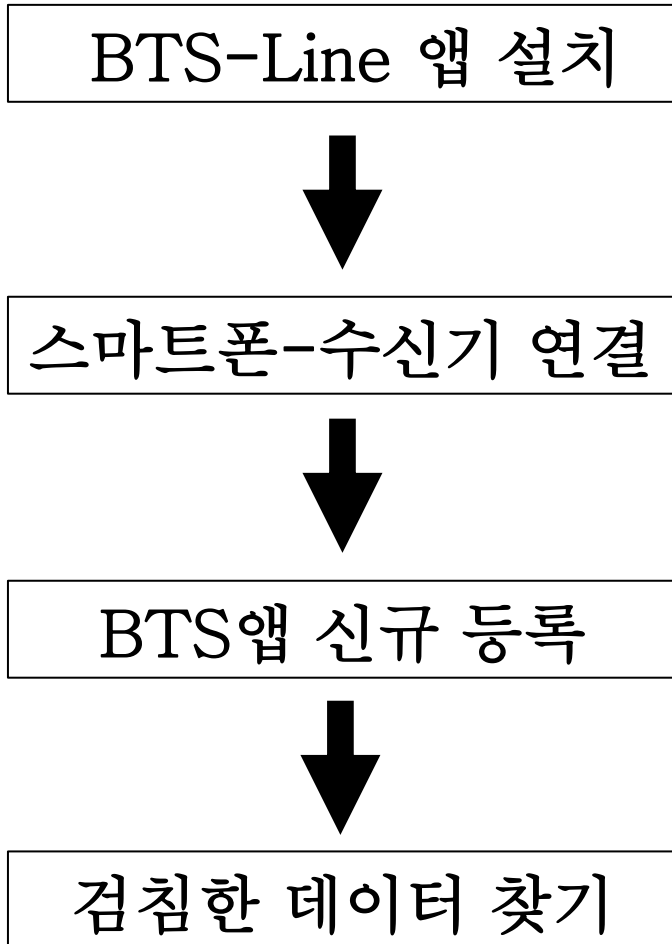 BTS-Line 앱 설치
스마트폰-수신기 연결
BTS앱 신규 등록
검침한 데이터 찾기